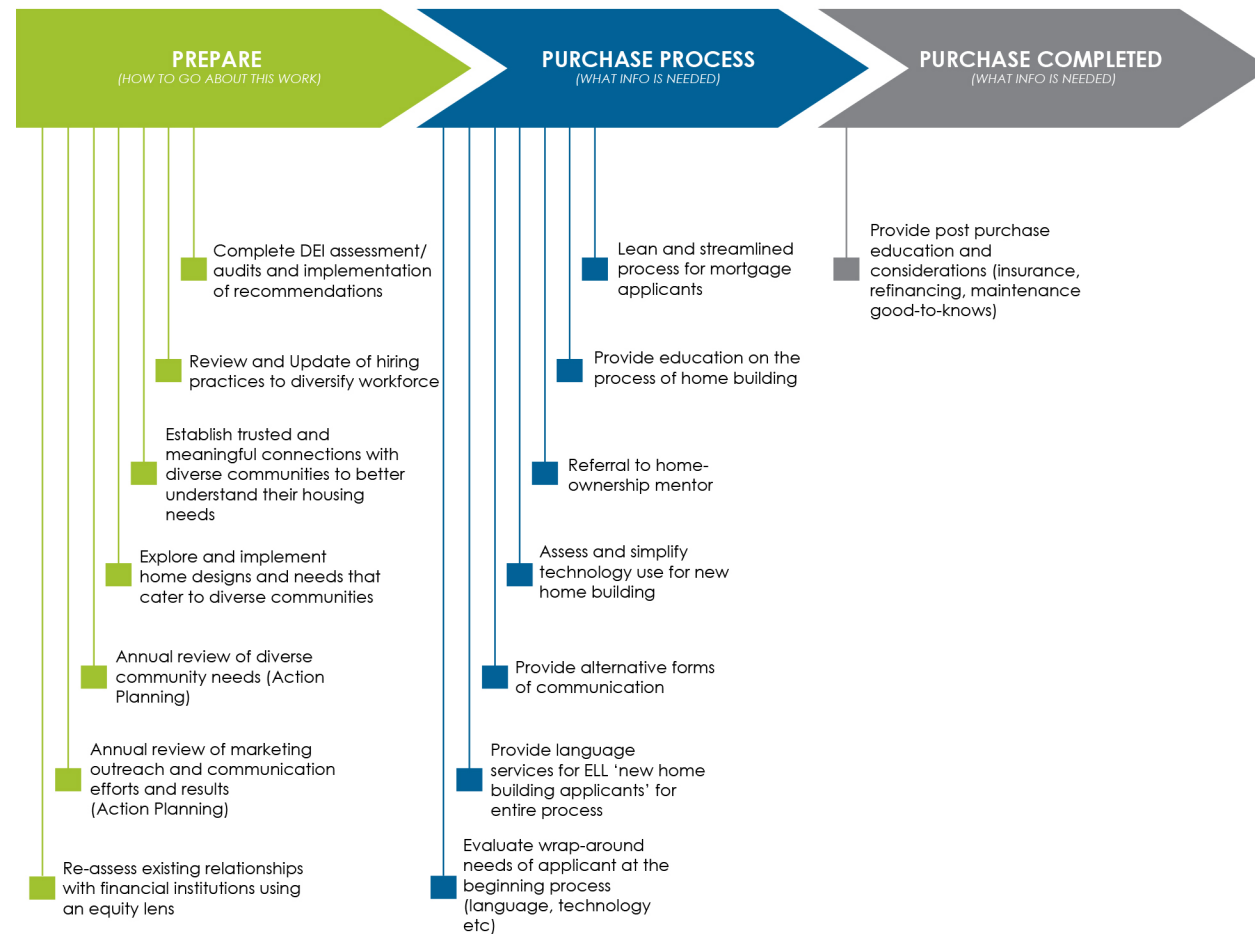 PREPARE
(HOW TO GO ABOUT THIS WORK)
Complete DEI assessment/
audits and implementation
of recommendations
Review and Update of hiring
practices to diversify workforce
Establish trusted and
meaningful connections with
diverse communities to better
understand their housing
needs
Explore and implement
home designs and needs that
cater to diverse communities
Annual review of diverse
community needs (Action
Planning)
Annual review of marketing
outreach and communication
efforts and results
(Action Planning)
Re-assess existing relationships
with financial institutions using
an equity lens
PURCHASE PROCESS
(WHAT INFO IS NEEDED)
Lean and streamlined
process for mortgage
applicants
Provide education on the
process of home building
Referral to home-
ownership mentor
Assess and simplify
technology use for new
home building
Provide alternative forms
of communication
Provide language
services for ELL ‘new home
building applicants’ for
entire process
Evaluate wrap-around
needs of applicant at the
beginning process
(language, technology
etc)
PURCHASE COMPLETED
(WHAT INFO IS NEEDED)
Provide post purchase
education and
considerations (insurance,
refinancing, maintenance
good-to-knows)